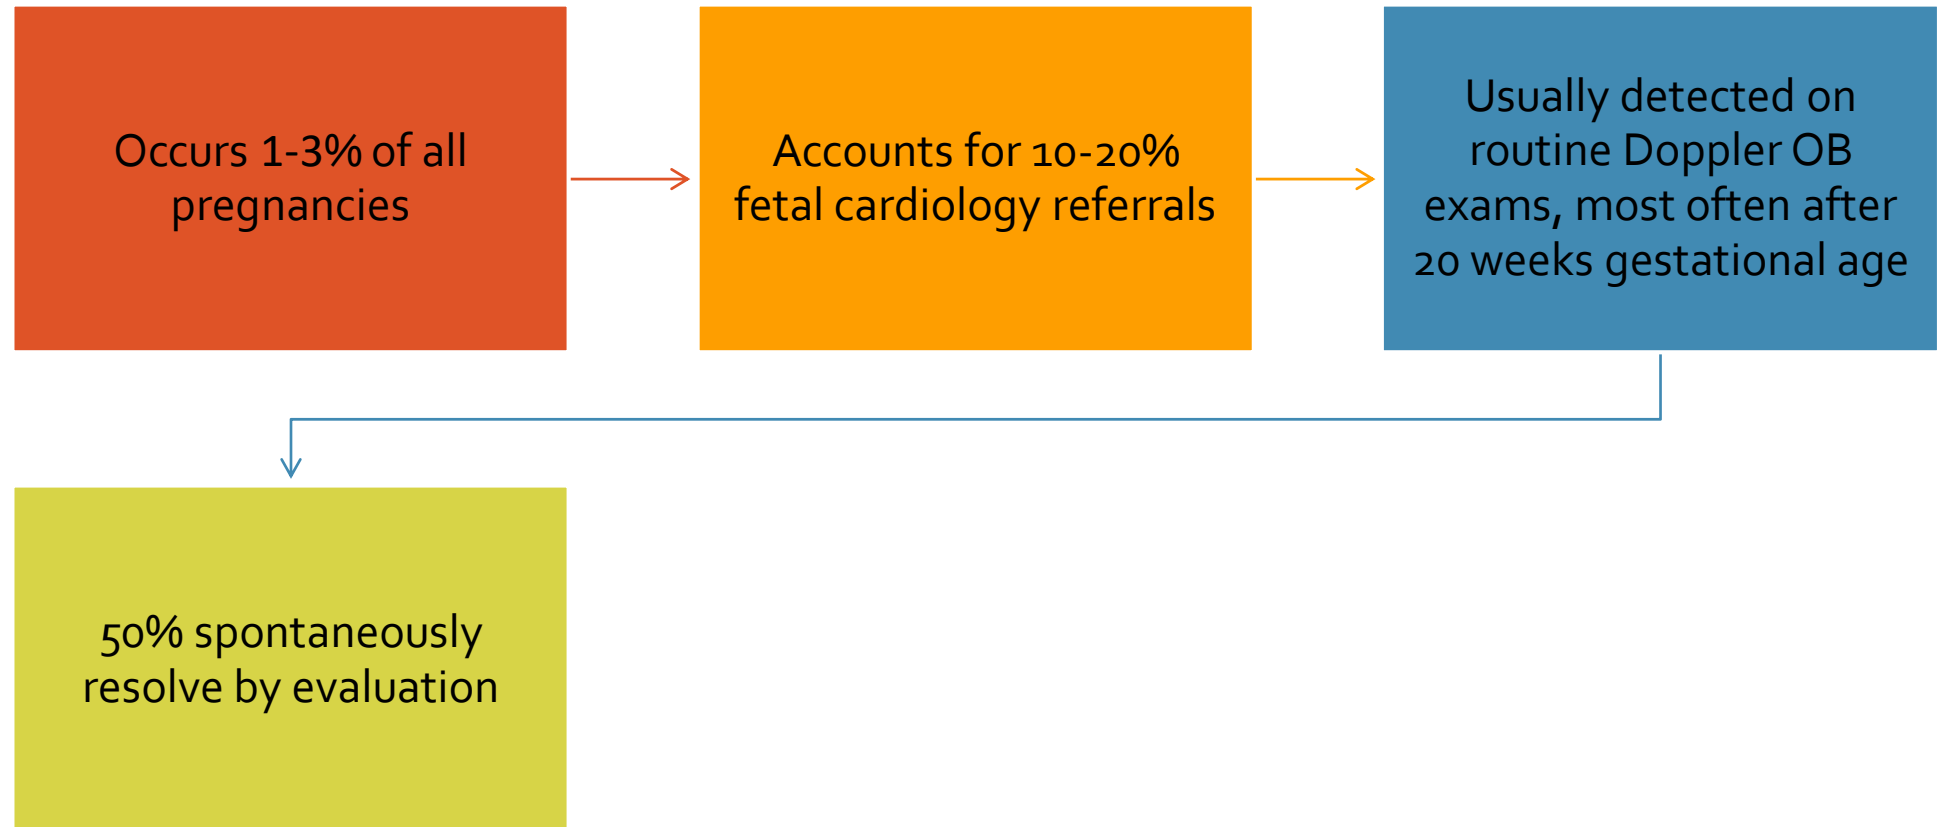 Occurs 1-3% of all
pregnancies
Accounts for 10-20%
fetal cardiology referrals
Usually detected on
routine Doppler OB
exams, most often after
20 weeks gestational age
50% spontaneously
resolve by evaluation